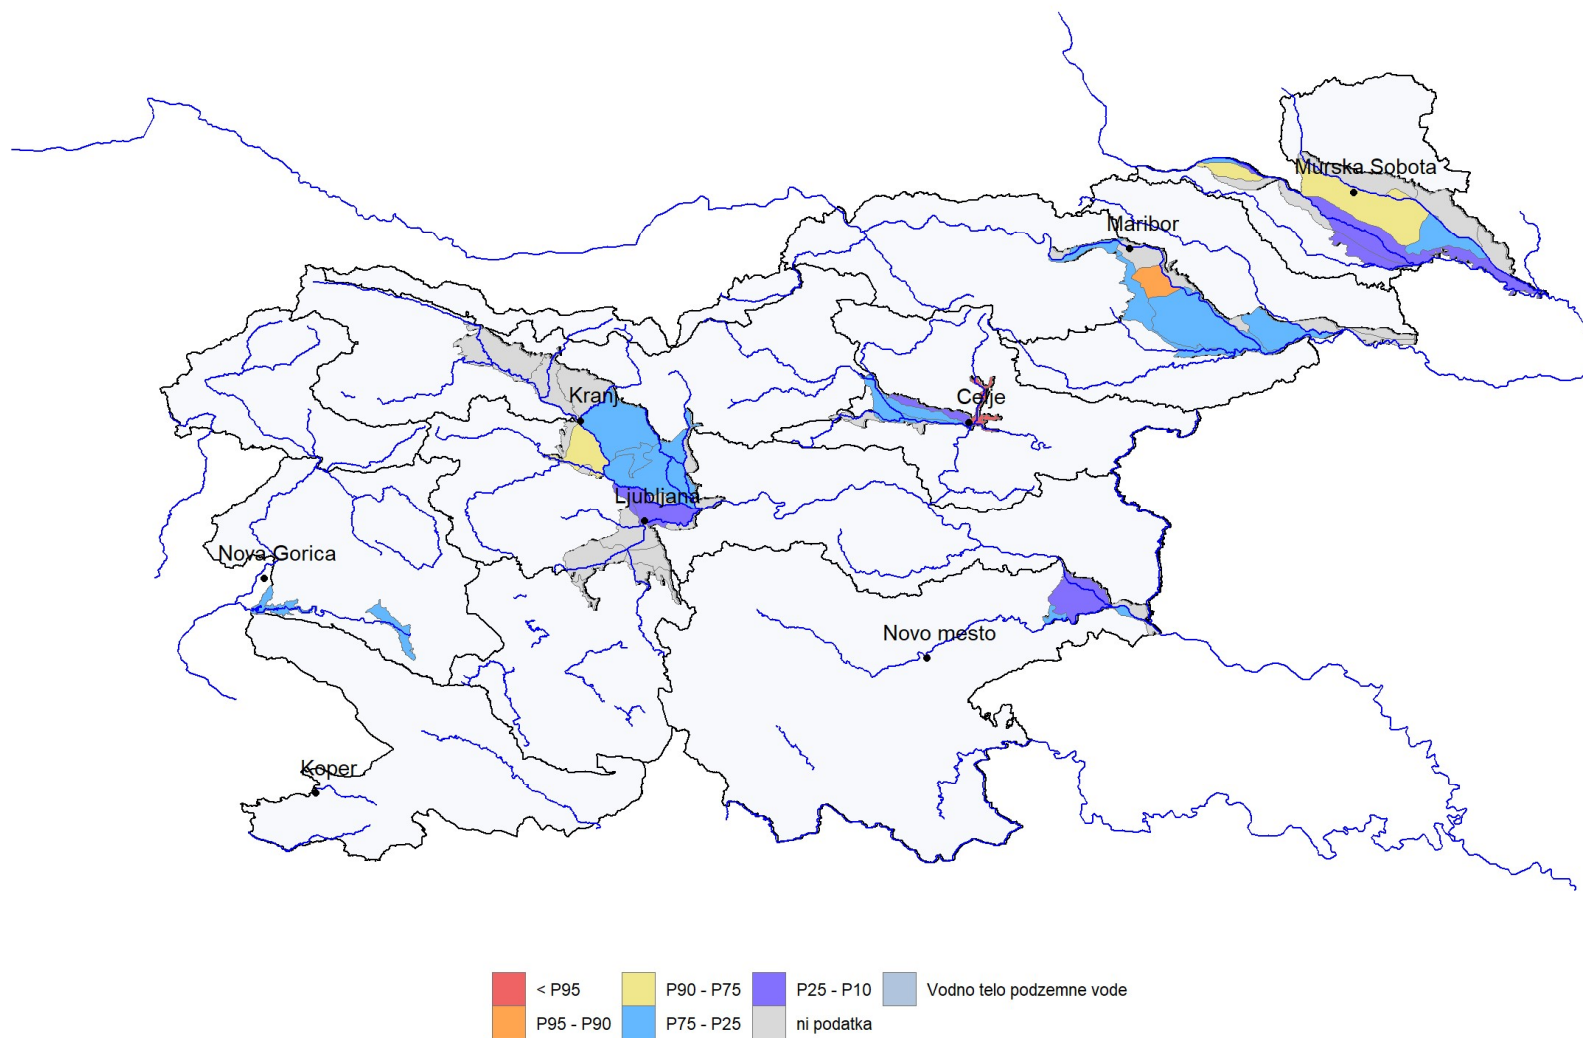 Murska Sobota
Maribor
Kranj
Celje
Ljubljana
Nova Gorica
Novo mesto
Koper
< P95
P90 - P75
P25 - P10
Vodno telo podzemne vode
P95 - P90
P75 - P25
ni podatka